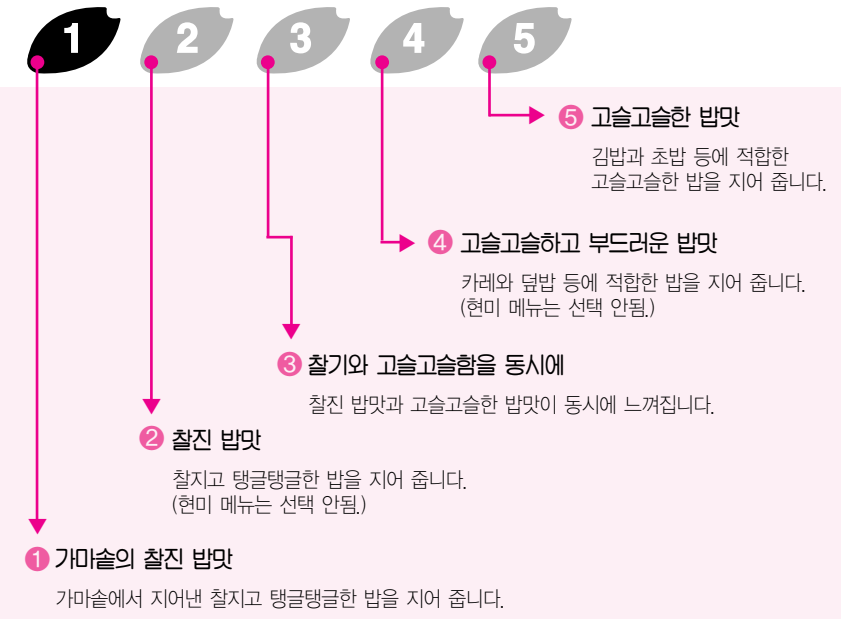 1 2 3 4 5
❺ 고슬고슬한 밥맛
김밥과 초밥 등에 적합한
고슬고슬한 밥을 지어 줍니다.
❹ 고슬고슬하고 부드러운 밥맛
카레와 덮밥 등에 적합한 밥을 지어 줍니다.
(현미 메뉴는 선택 안됨.)
❸ 찰기와 고슬고슬함을 동시에
찰진 밥맛과 고슬고슬한 밥맛이 동시에 느껴집니다.
❷ 찰진 밥맛
찰지고 탱글탱글한 밥을 지어 줍니다.
(현미 메뉴는 선택 안됨.)
❶ 가마솥의 찰진 밥맛
가마솥에서 지어낸 찰지고 탱글탱글한 밥을 지어 줍니다.